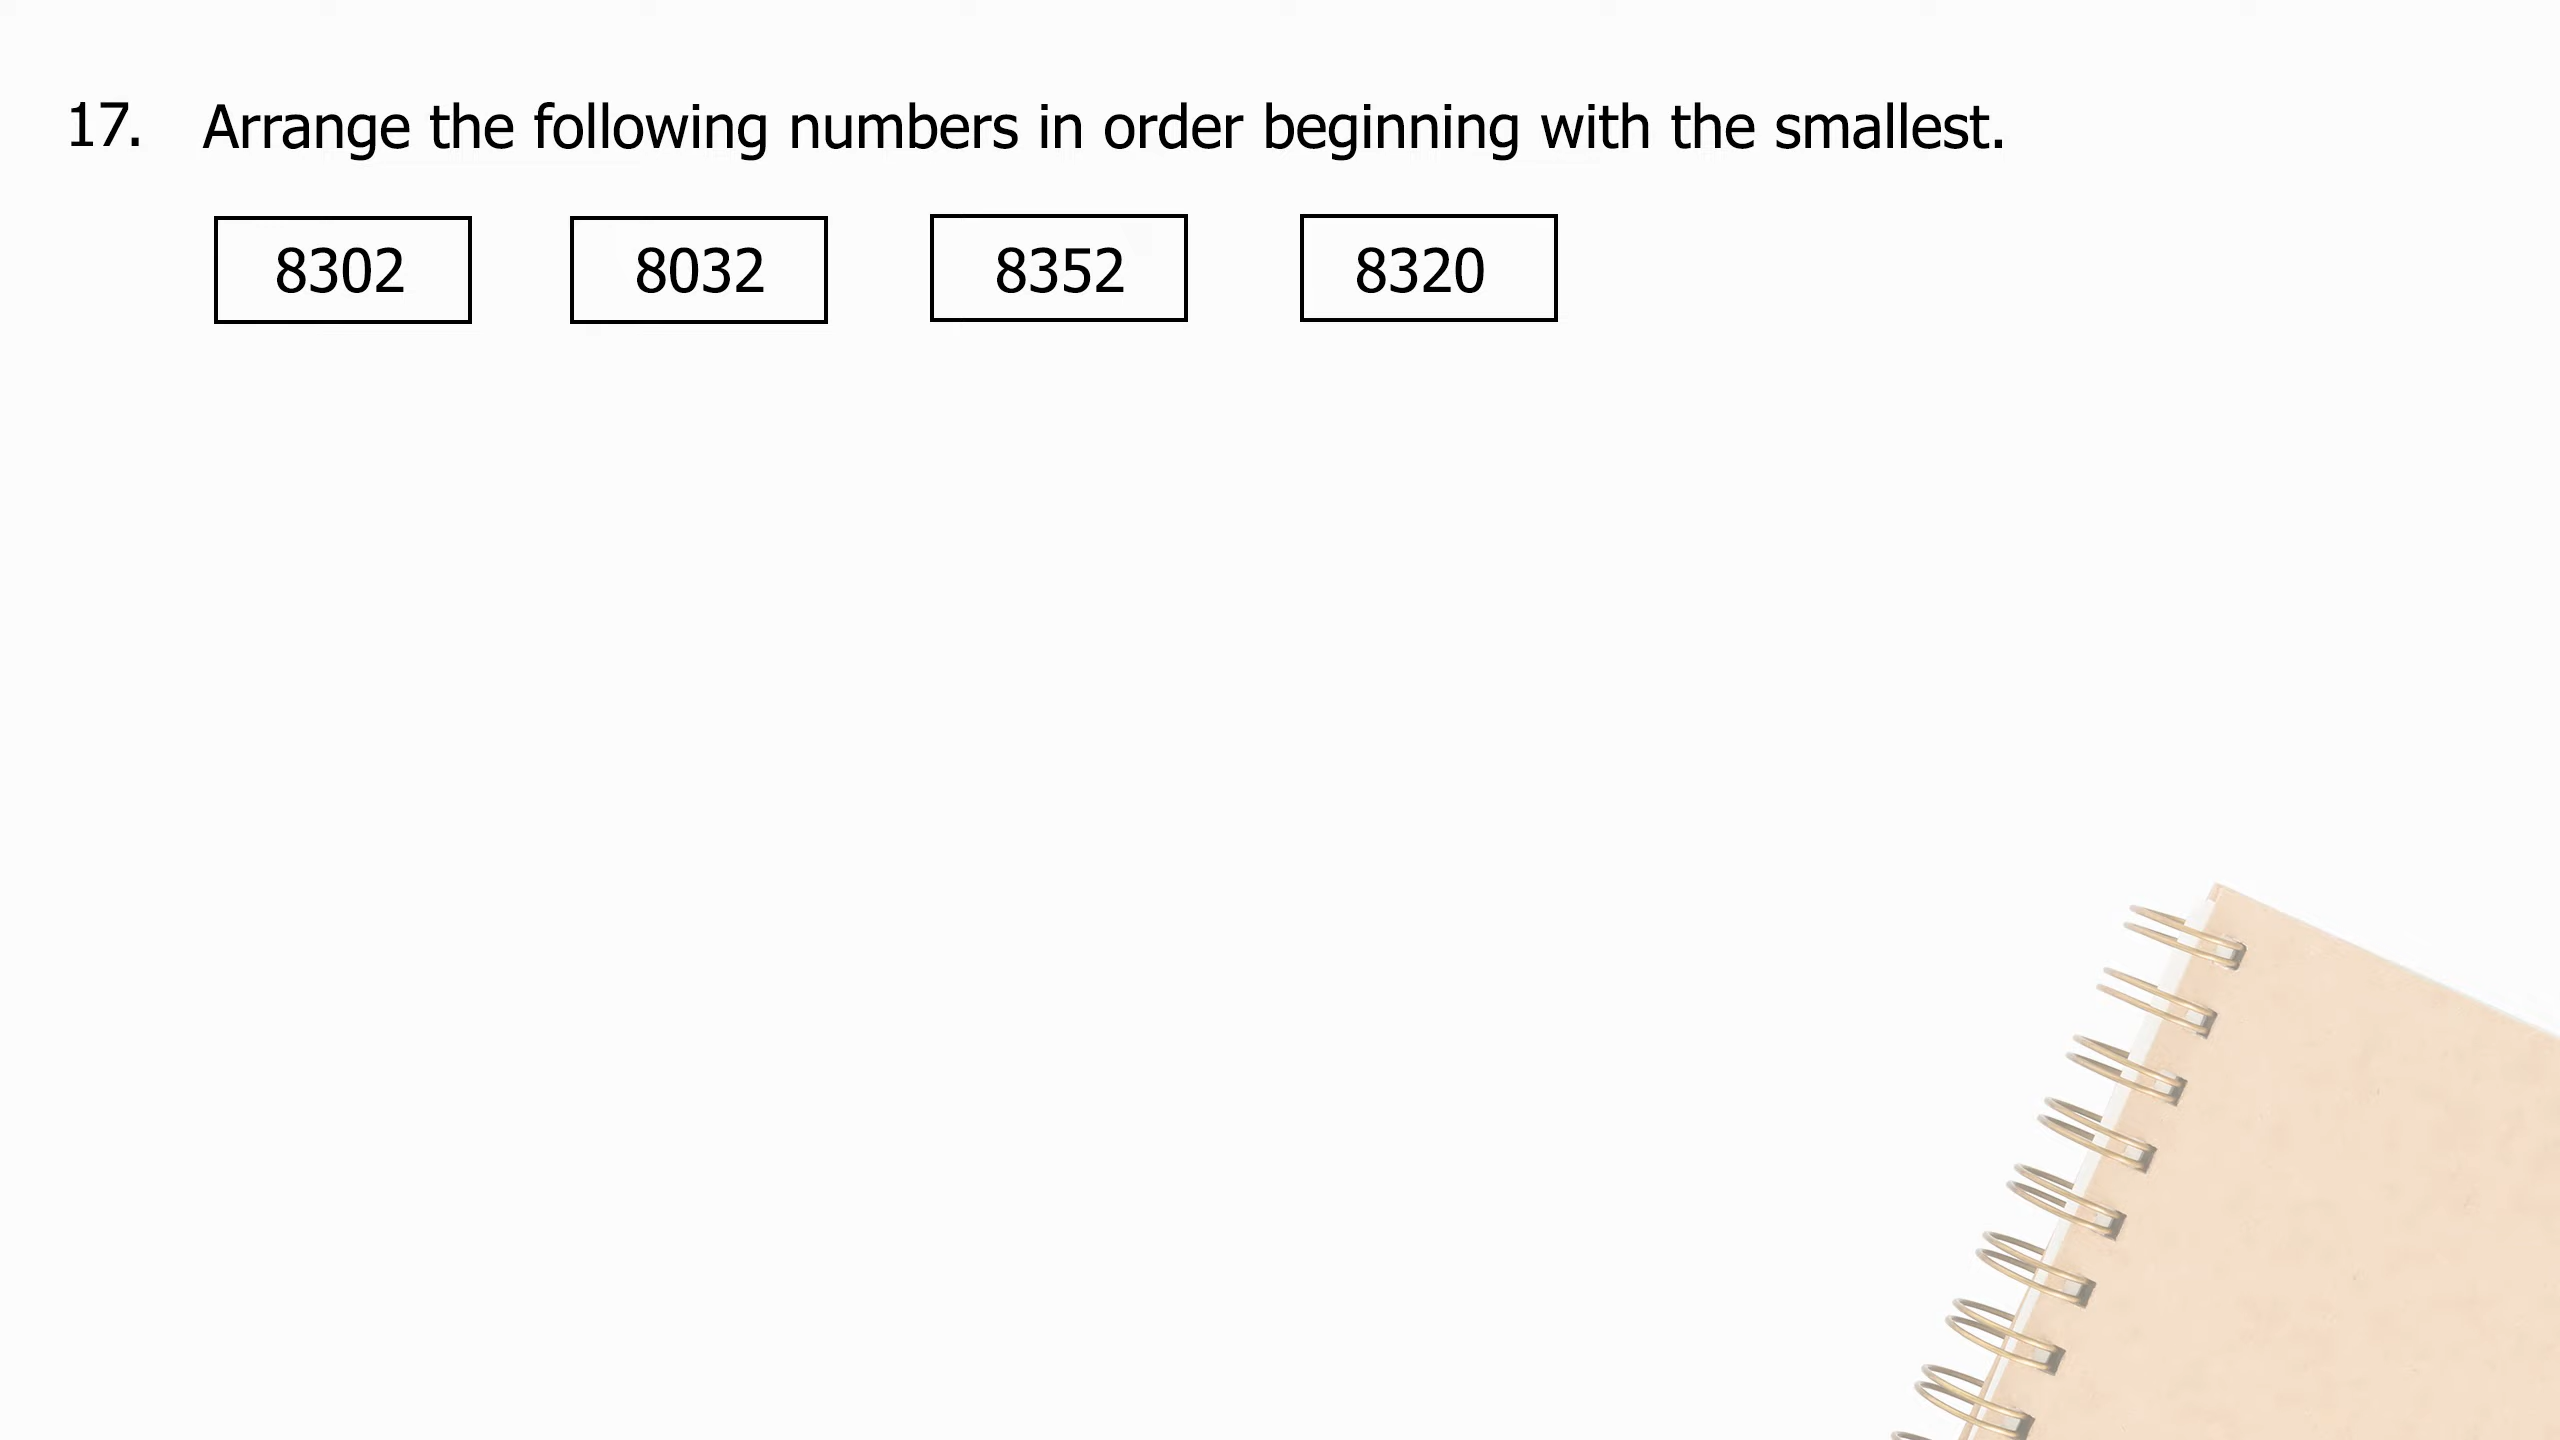 17. Arrange the following numbers in order beginning with the smallest.
8302 8032 8352 8320